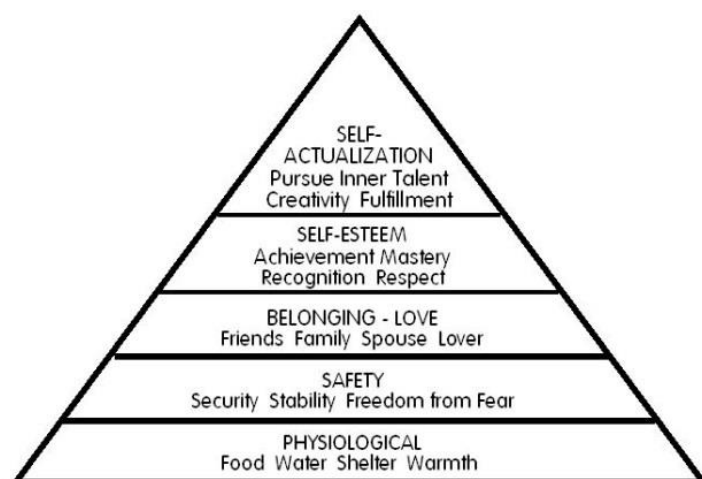 SELF-
ACTUALIZATION
Pursue Inner Talent
Creativity Fulfillment
SELF-ESTEEM
Achievement Mastery
Recognition Respect
BELONGING - LOVE
Friends Family Spouse Lover
SAFETY
Security Stability Freedom from Fear
PHYSIOLOGICAL
Food Water Shelter Warmth